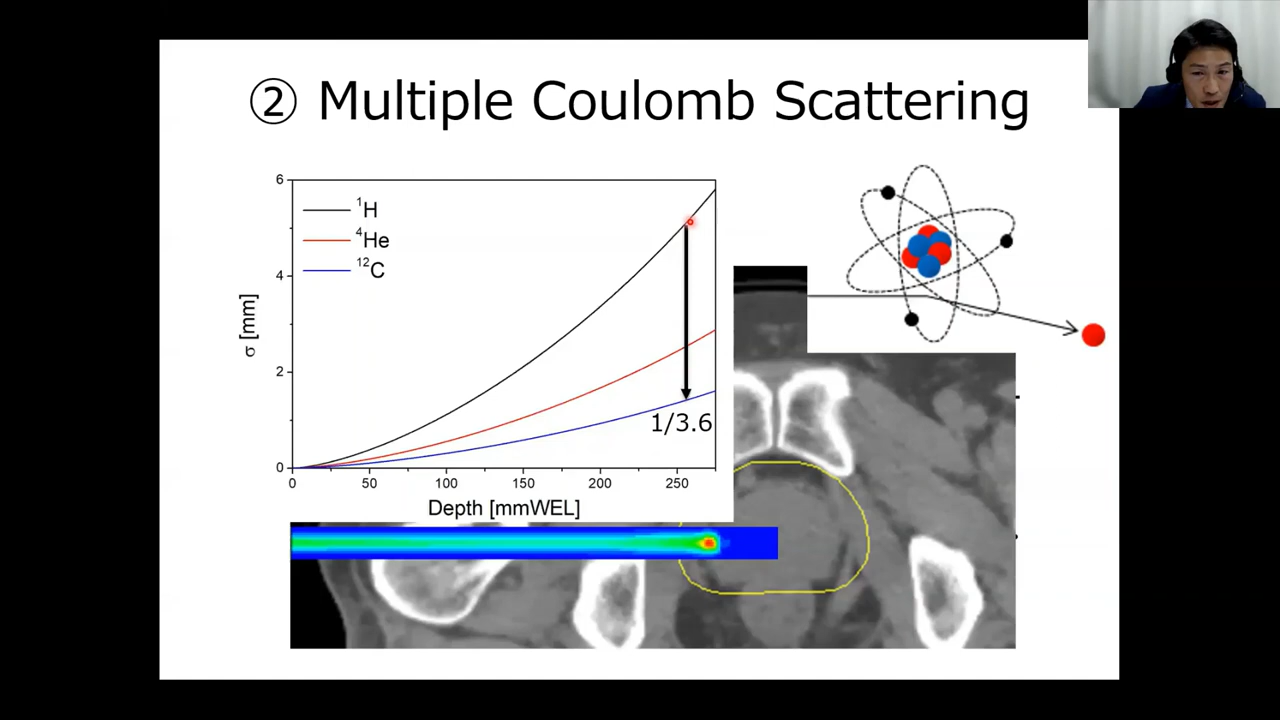 ② Multiple Coulomb Scattering
6
4
2
0
σ [mm]
¹H
⁴He
¹²C
1/3.6
0 50 100 150 200 250
Depth [mmWEL]